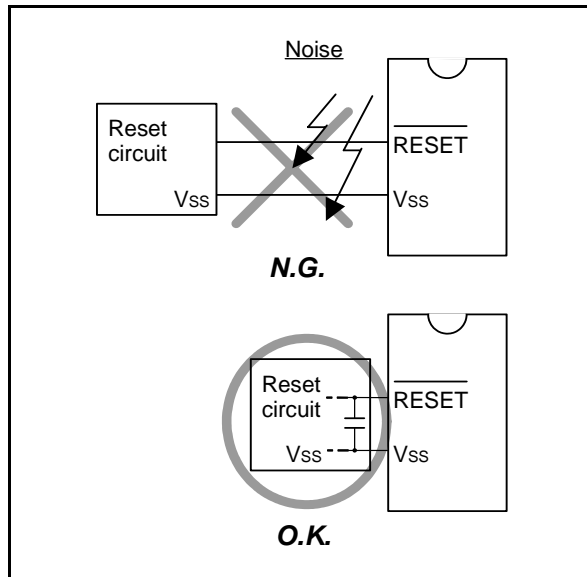 Noise
Reset
circuit
VSS
RESET
VSS
N.G.
Reset
circuit
VSS
RESET
VSS
O.K.